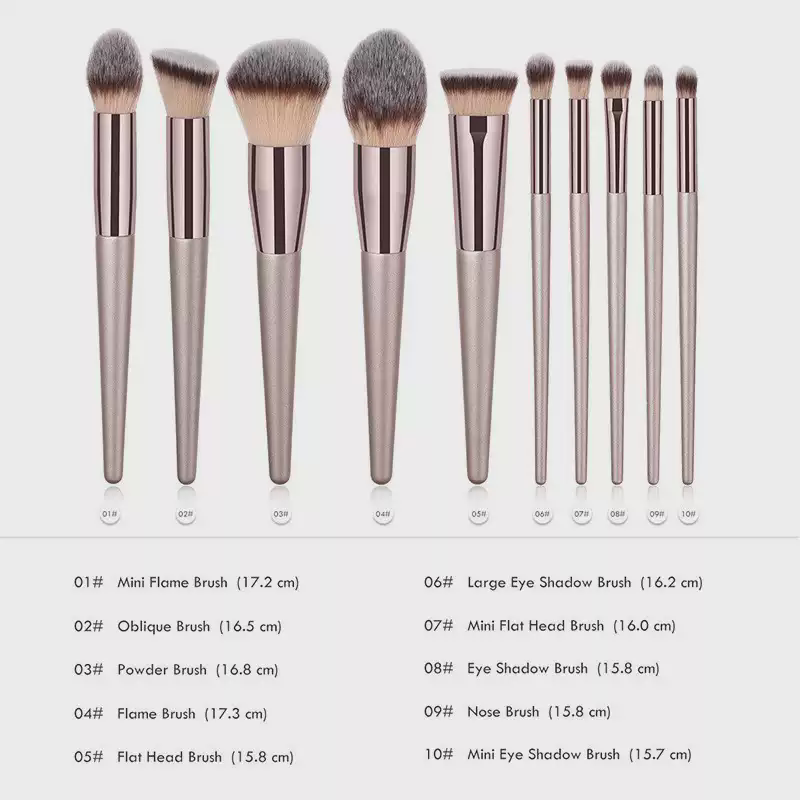 01# 02# 03# 04# 05# 06# 07# 08# 09# 10#
01# Mini Flame Brush (17.2 cm)
02# Oblique Brush (16.5 cm)
03# Powder Brush (16.8 cm)
04# Flame Brush (17.3 cm)
05# Flat Head Brush (15.8 cm)
06# Large Eye Shadow Brush (16.2 cm)
07# Mini Flat Head Brush (16.0 cm)
08# Eye Shadow Brush (15.8 cm)
09# Nose Brush (15.8 cm)
10# Mini Eye Shadow Brush (15.7 cm)